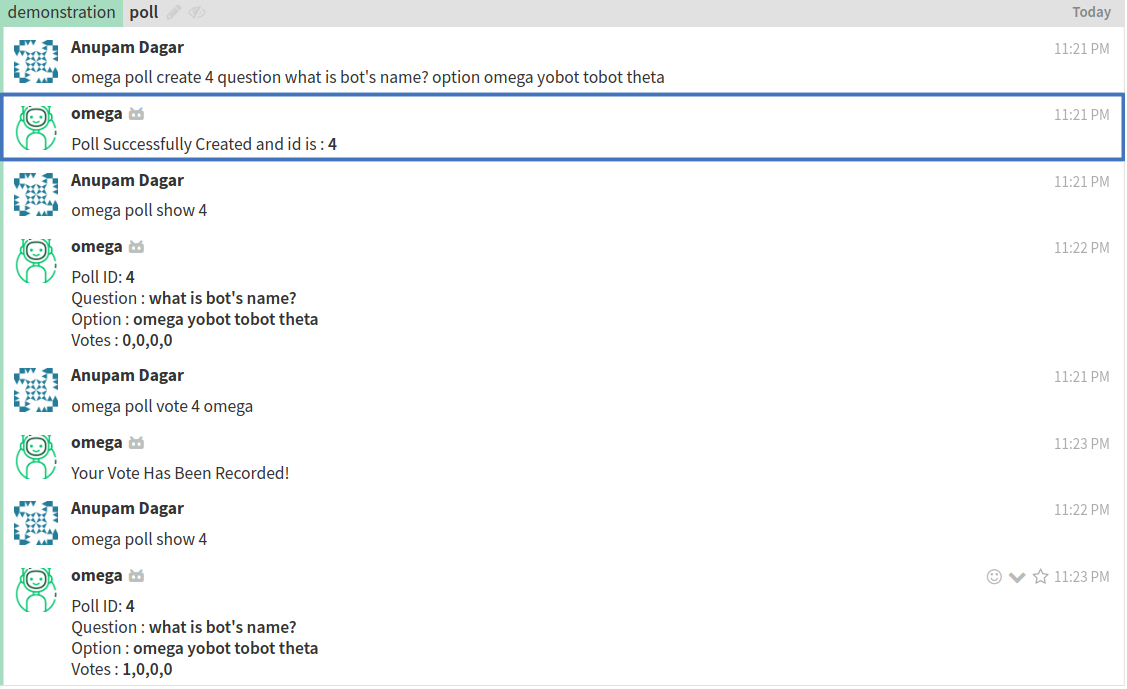 demonstration poll Today
Anupam Dagar 11:21 PM
omega poll create 4 question what is bot's name? option omega yobot tobot theta
omega 11:21 PM
Poll Successfully Created and id is : 4
Anupam Dagar 11:21 PM
omega poll show 4
omega 11:22 PM
Poll ID: 4
Question : what is bot's name?
Option : omega yobot tobot theta
Votes : 0,0,0,0
Anupam Dagar 11:21 PM
omega poll vote 4 omega
omega 11:23 PM
Your Vote Has Been Recorded!
Anupam Dagar 11:22 PM
omega poll show 4
omega 11:23 PM
Poll ID: 4
Question : what is bot's name?
Option : omega yobot tobot theta
Votes : 1,0,0,0